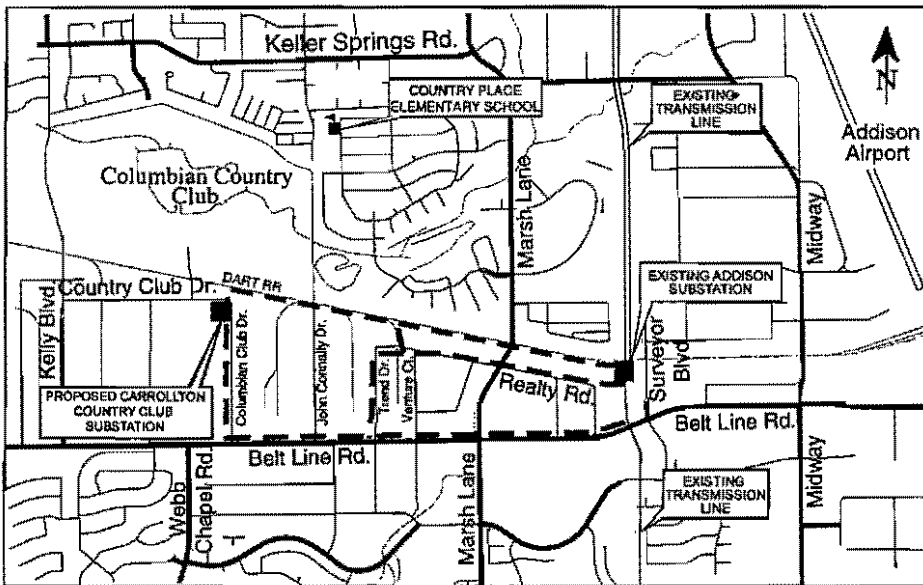 Keller Springs Rd.
COUNTRY PLACE
ELEMENTARY SCHOOL
EXISTING
TRANSMISSION
LINE
N
Addison
Airport
Columbian Country
Club
Marsh Lane
Midway
DART RR
Country Club Dr.
EXISTING ADDISON
SUBSTATION
Kelly Blvd.
Columbian Club Dr.
John Connally Dr.
Trend Dr.
Venture Ct.
Realty Rd.
Surveyor
Blvd.
PROPOSED CARROLLTON
COUNTRY CLUB
SUBSTATION
Belt Line Rd.
Belt Line Rd.
Webb
Chapel Rd.
Marsh Lane
EXISTING
TRANSMISSION
LINE
Midway